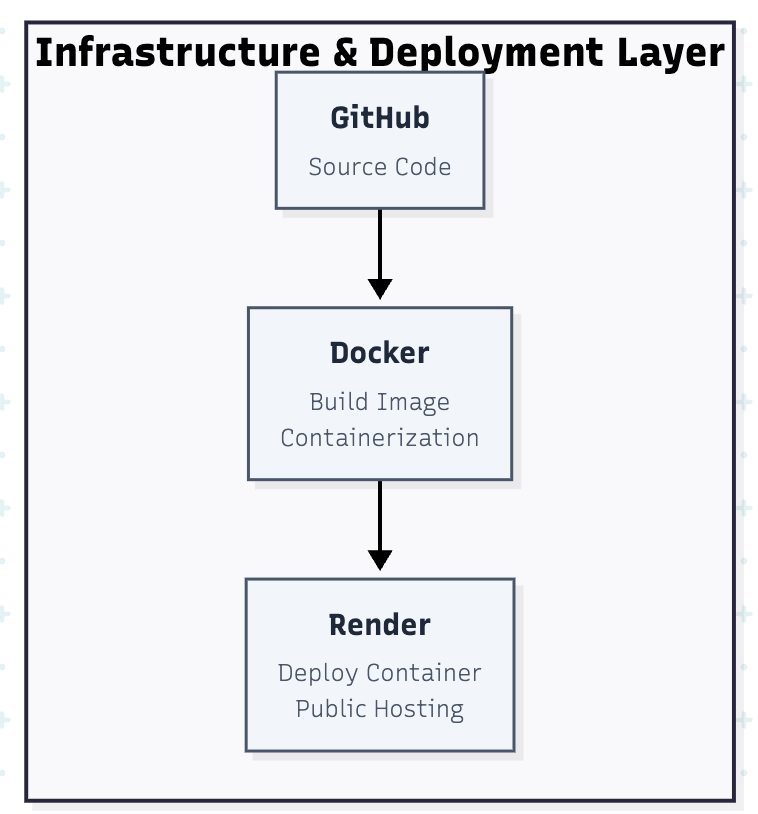 Infrastructure & Deployment Layer
GitHub
Source Code
Docker
Build Image
Containerization
Render
Deploy Container
Public Hosting